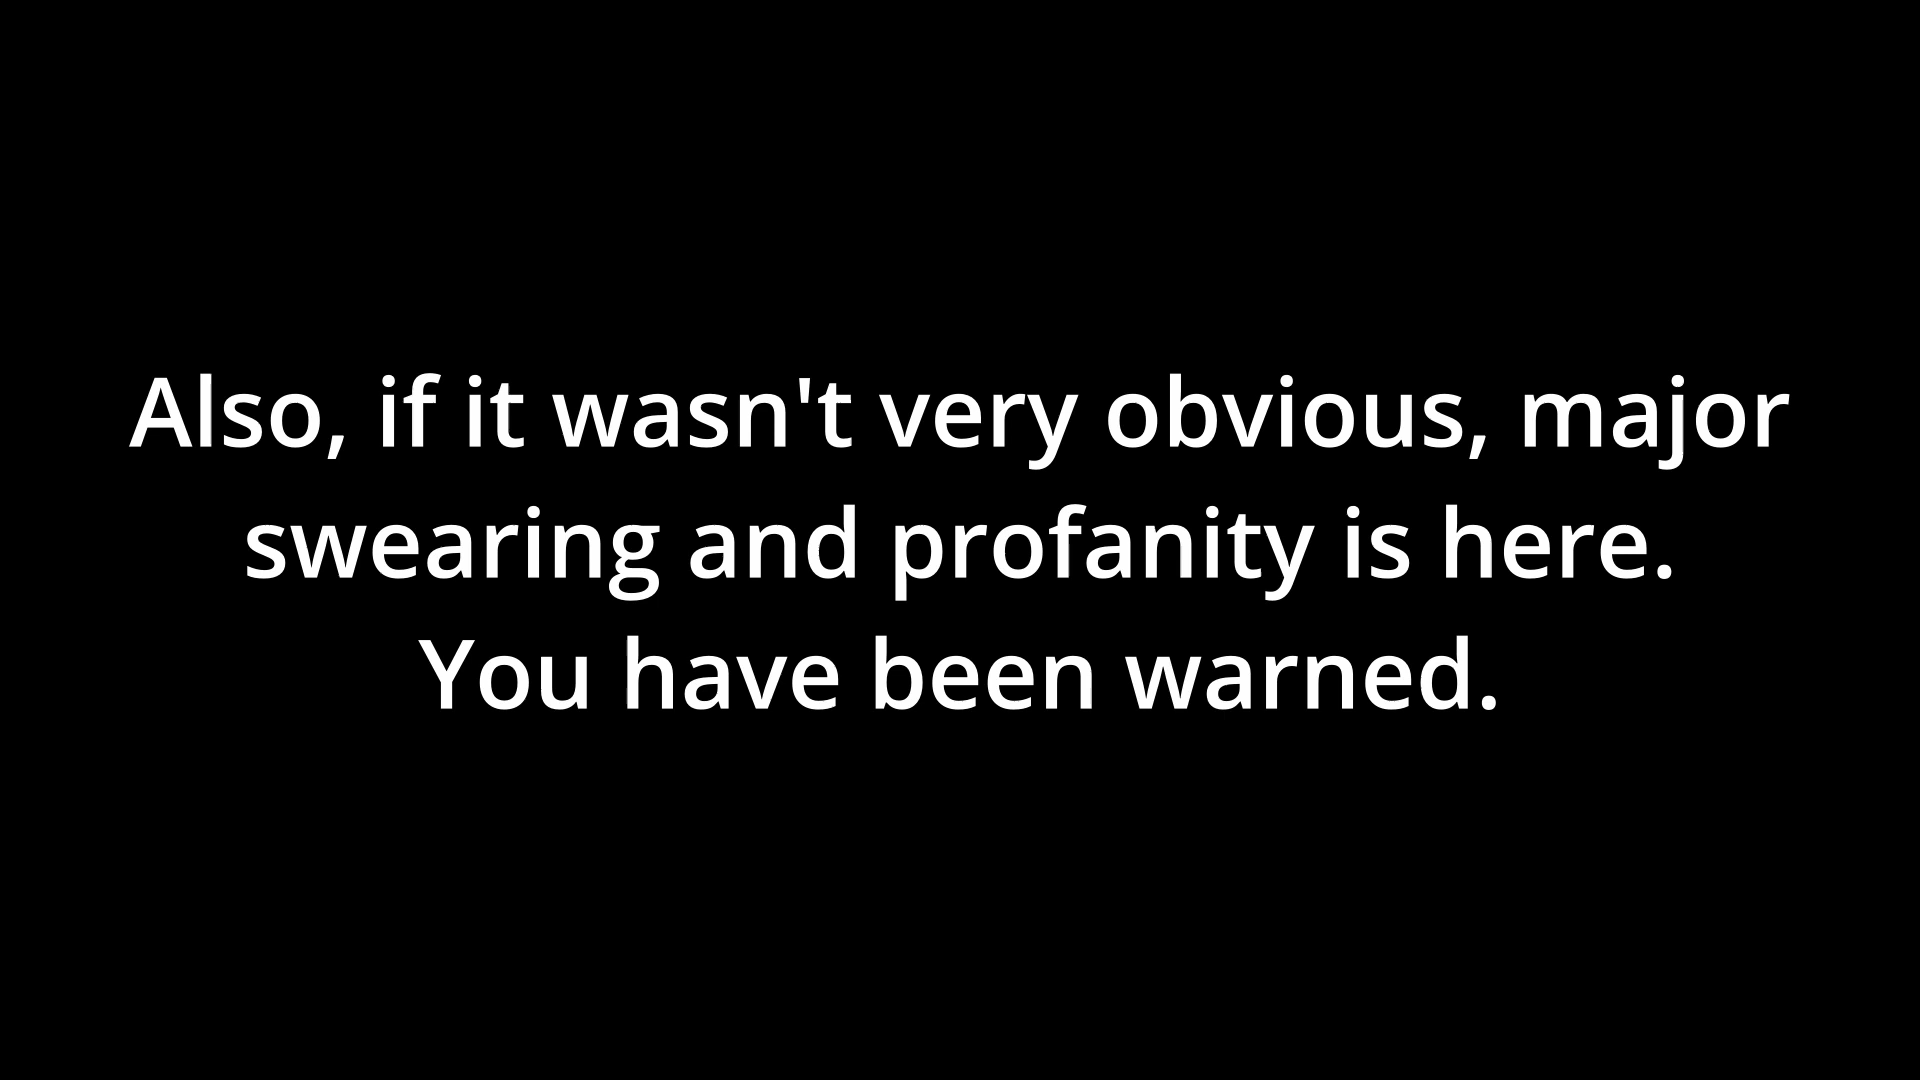 Also, if it wasn't very obvious, major
swearing and profanity is here.
You have been warned.